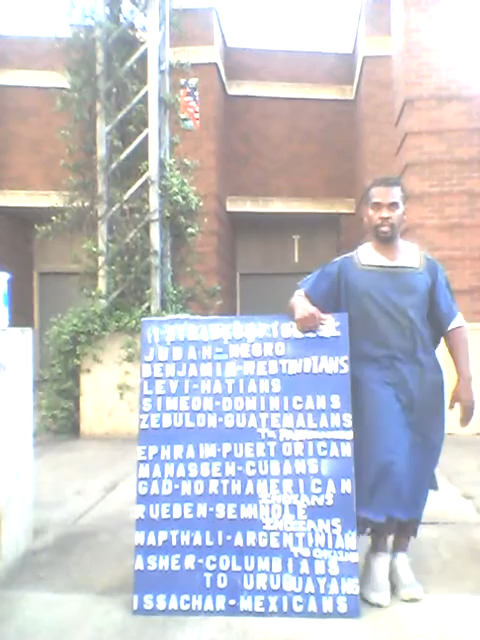 JUDAH-NEGRO
BENJAMIN-WESTINDIANS
LEVI-HATIANS
SIMEON-DOMINICANS
ZEBULON-GUATEMALANS
EPHRAIM-PUERTORICAN
MANASSEH-CUBANS
GAD-NORTHAMERICAN
INDIANS
RUEBEN-SEMINOLE
INDIANS
NAPTHALI-ARGENTINIAN
ASHER-COLUMBIANS
TO URUGUAYANS
ISSACHAR-MEXICANS